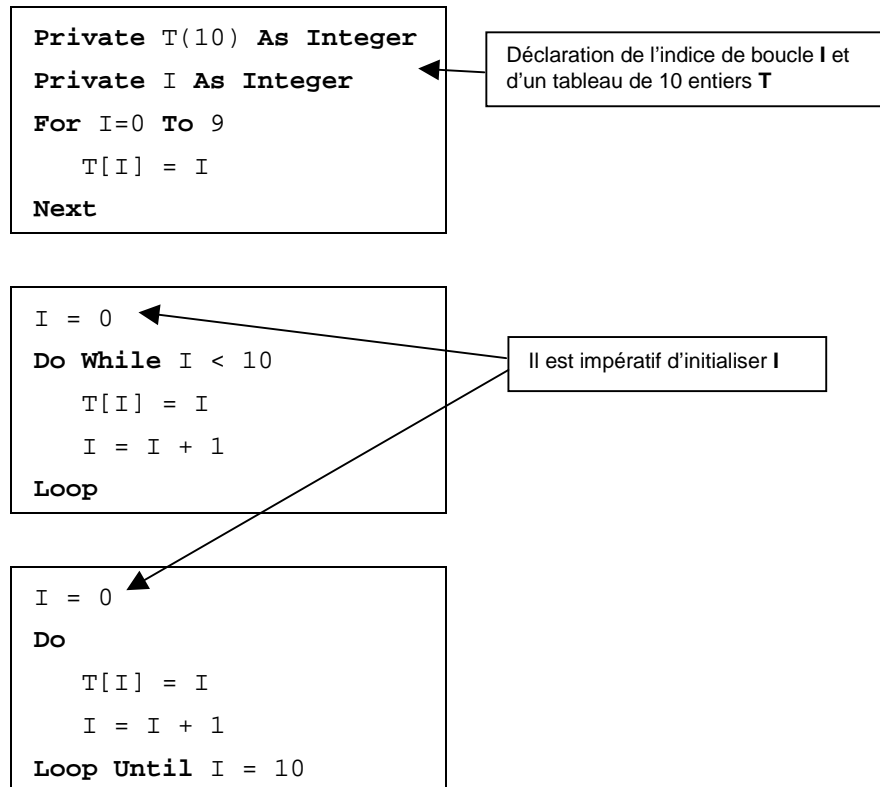 Private T(10) As Integer
Private I As Integer
For I=0 To 9
T[I] = I
Next
Déclaration de l’indice de boucle I et
d’un tableau de 10 entiers T
I = 0
Do While I < 10
T[I] = I
I = I + 1
Loop
Il est impératif d’initialiser I
I = 0
Do
T[I] = I
I = I + 1
Loop Until I = 10